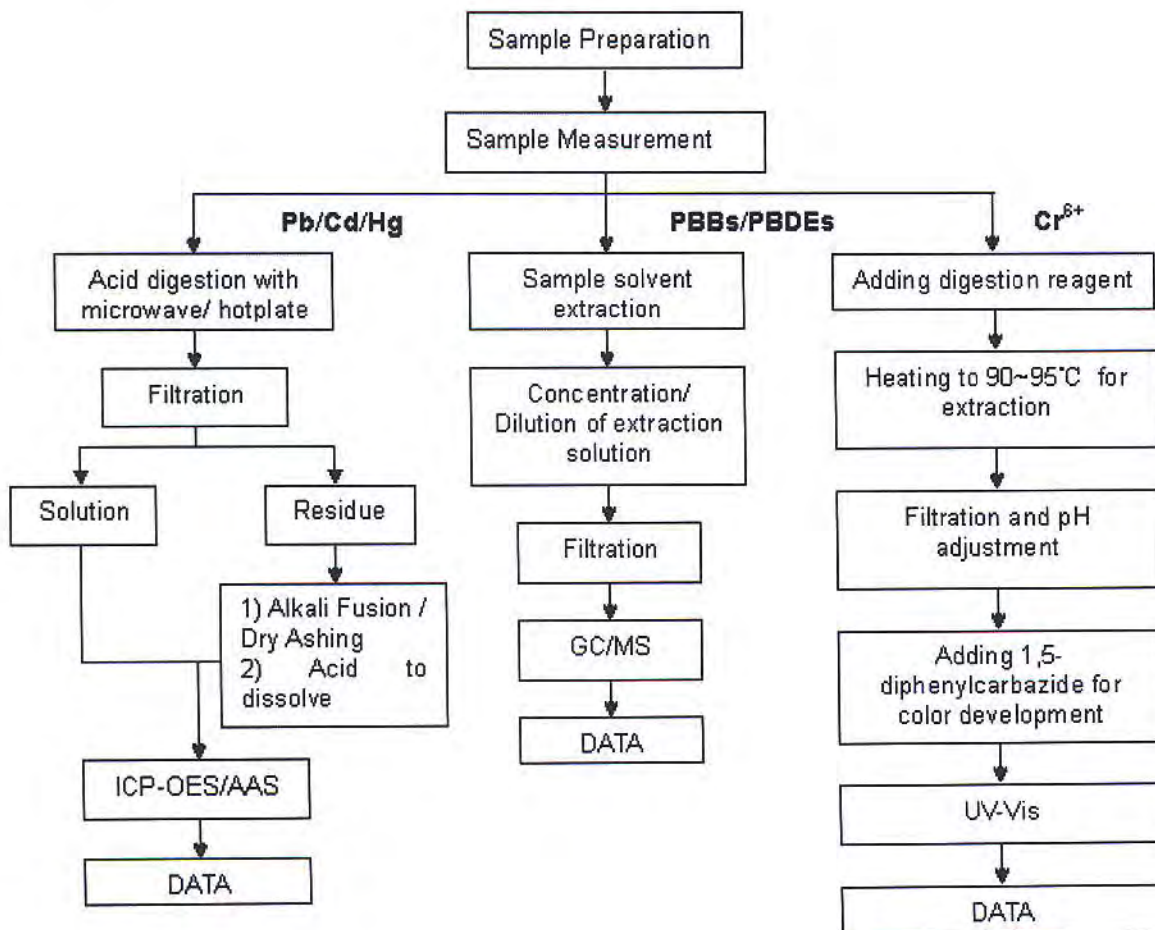 Sample Preparation
Sample Measurement
Pb/Cd/Hg
PBBs/PBDEs
Cr6+
Acid digestion with
microwave/ hotplate
Filtration
Solution
Residue
1) Alkali Fusion /
Dry Ashing
2) Acid to
dissolve
ICP-OES/AAS
DATA
Sample solvent
extraction
Concentration/
Dilution of extraction
solution
Filtration
GC/MS
DATA
Adding digestion reagent
Heating to 90~95°C for
extraction
Filtration and pH
adjustment
Adding 1,5-
diphenylcarbazide for
color development
UV-Vis
DATA